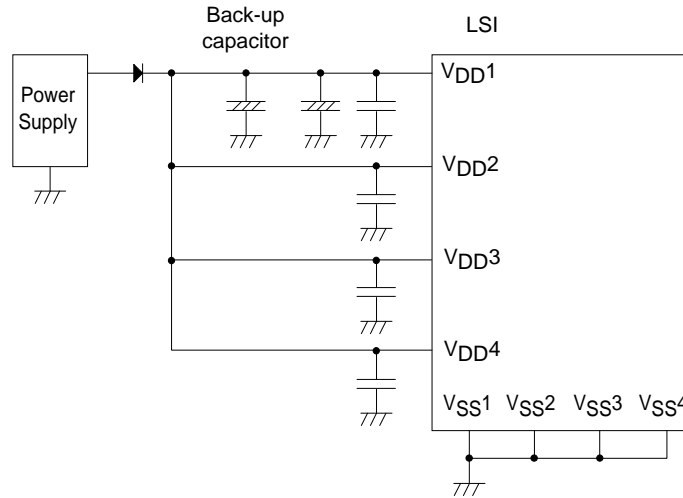 Back-up
capacitor
LSI
Power
Supply
VDD1
VDD2
VDD3
VDD4
VSS1 VSS2 VSS3 VSS4